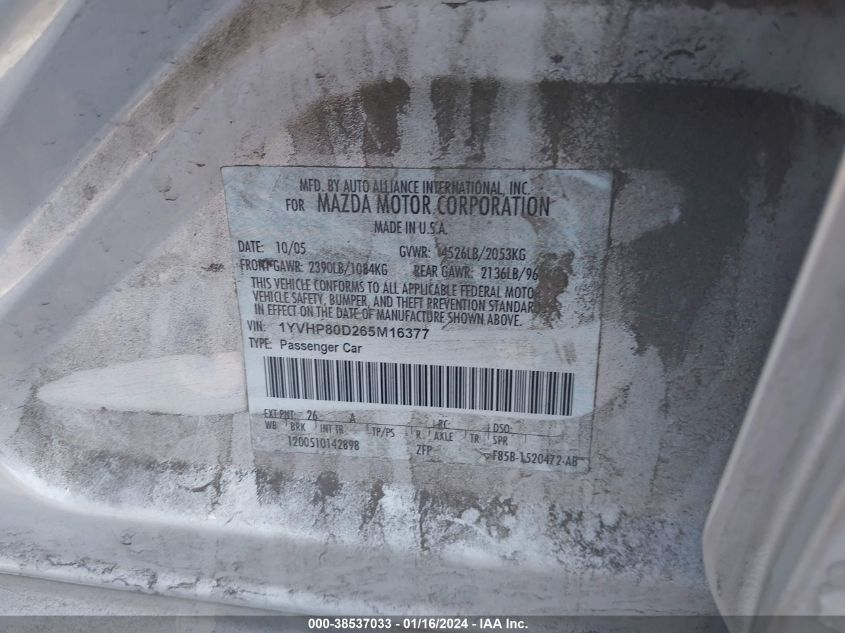 MFD. BY AUTO ALLIANCE INTERNATIONAL, INC.
FOR MAZDA MOTOR CORPORATION
MADE IN U.S.A.
DATE: 10/05 GVWR: 4526LB/2053KG
FRONT GAWR: 2390LB/1084KG REAR GAWR: 2136LB/96
THIS VEHICLE CONFORMS TO ALL APPLICABLE FEDERAL MOTO
VEHICLE SAFETY, BUMPER, AND THEFT PREVENTION STANDARD
IN EFFECT ON THE DATE OF MANUFACTURE SHOWN ABOVE.
VIN: 1YVHP80D265M16377
TYPE: Passenger Car
EXT PNT: 26 A RC: DSO:
WB BRK INT TR TP/PS R AXLE TR SPR
1200510142898 ZFP F85B-1520472-AB
000-38537033 - 01/16/2024 - IAA Inc.